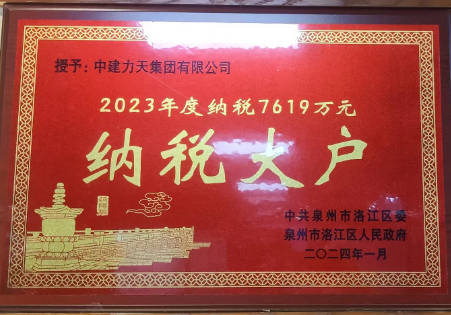 授予：中建力天集团有限公司
2023年度纳税7619万元
纳税大户
中共泉州市洛江区委
泉州市洛江区人民政府
二〇二四年一月